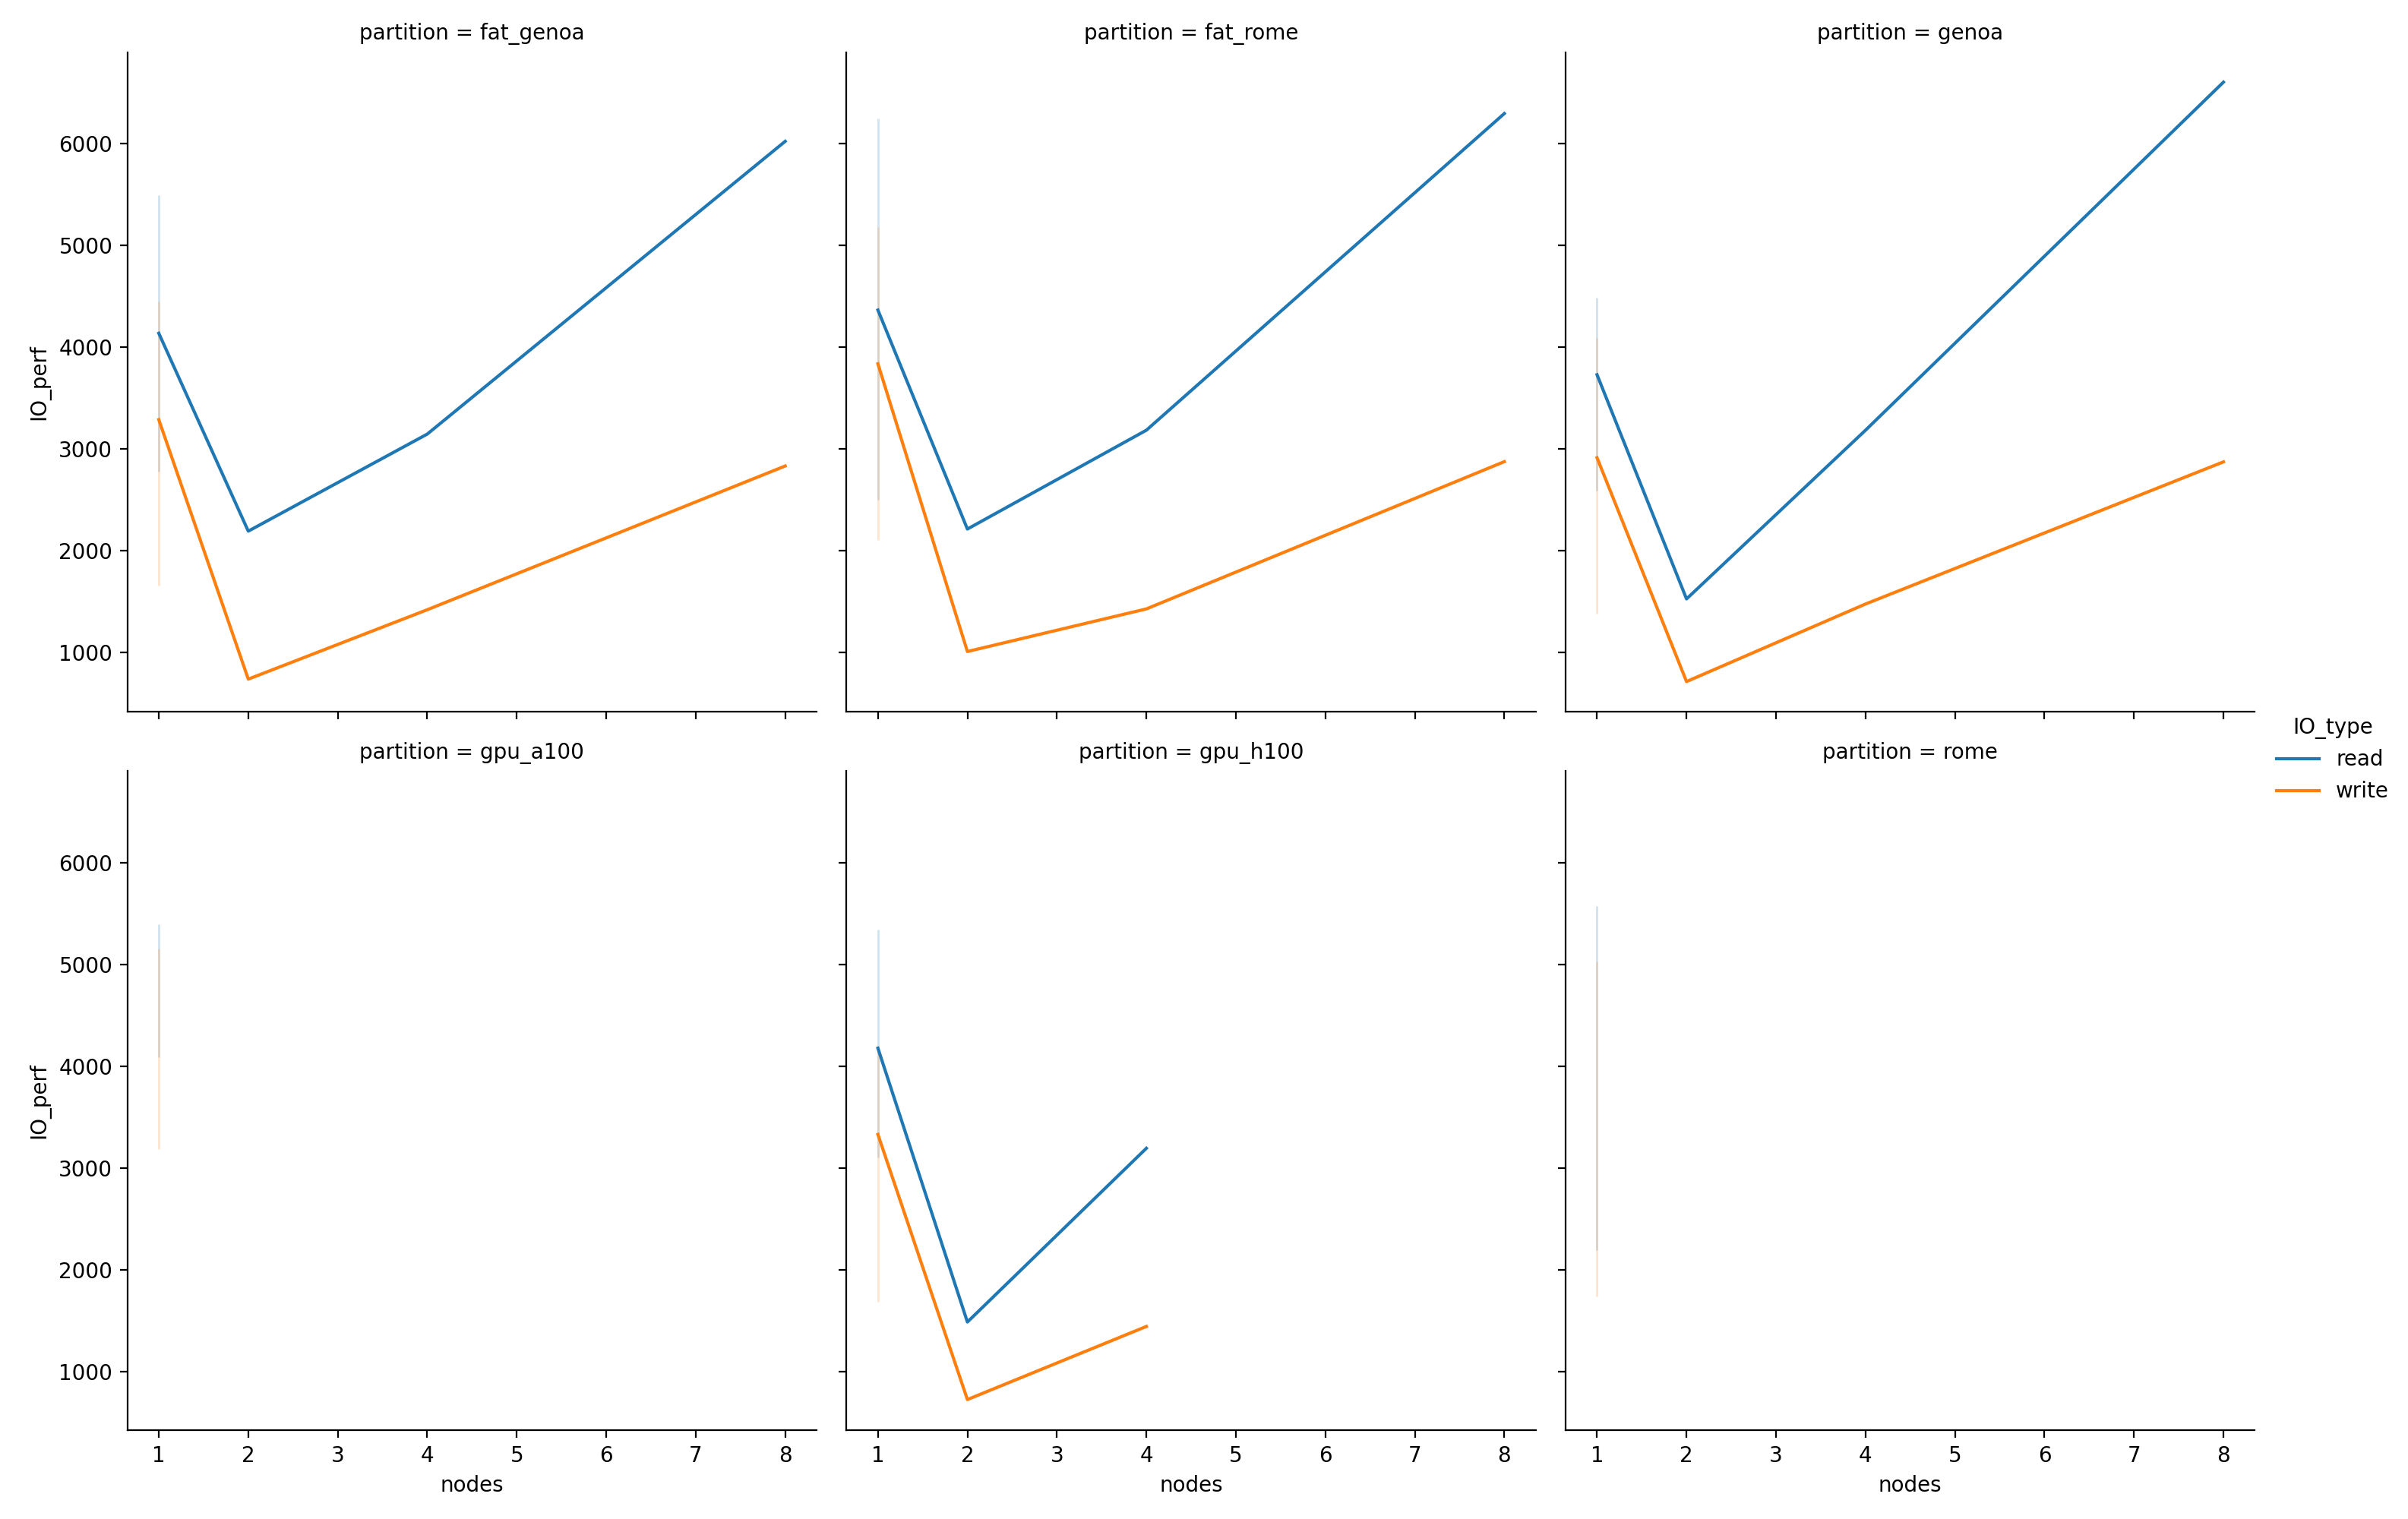 partition = fat_genoa
partition = fat_rome
partition = genoa
IO_perf
6000
5000
4000
3000
2000
1000
partition = gpu_a100
partition = gpu_h100
partition = rome
IO_type
read
write
IO_perf
6000
5000
4000
3000
2000
1000
1 2 3 4 5 6 7 8
1 2 3 4 5 6 7 8
1 2 3 4 5 6 7 8
nodes
nodes
nodes